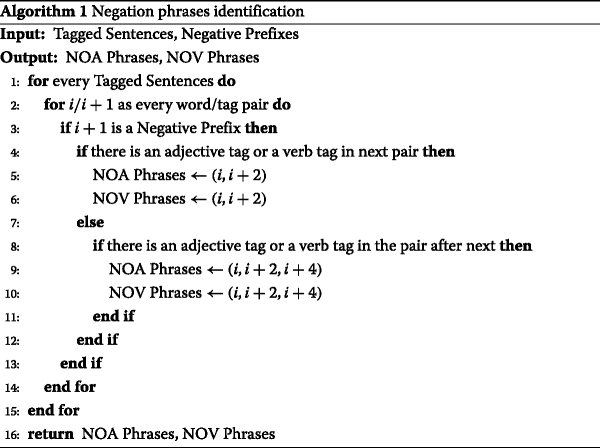 Algorithm 1 Negation phrases identification
Input: Tagged Sentences, Negative Prefixes
Output: NOA Phrases, NOV Phrases
1: for every Tagged Sentences do
2: for i/i + 1 as every word/tag pair do
3: if i + 1 is a Negative Prefix then
4: if there is an adjective tag or a verb tag in next pair then
5: NOA Phrases ← (i, i + 2)
6: NOV Phrases ← (i, i + 2)
7: else
8: if there is an adjective tag or a verb tag in the pair after next then
9: NOA Phrases ← (i, i + 2, i + 4)
10: NOV Phrases ← (i, i + 2, i + 4)
11: end if
12: end if
13: end if
14: end for
15: end for
16: return NOA Phrases, NOV Phrases